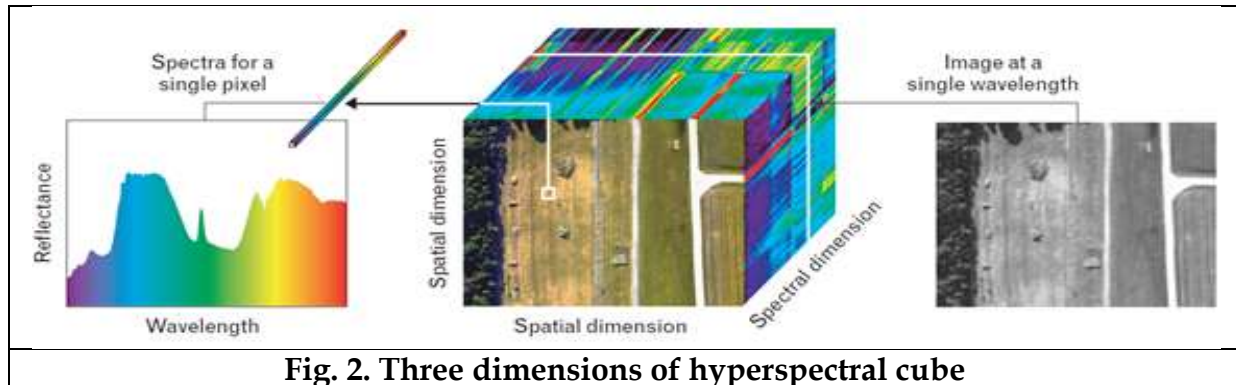 Spectra for a
single pixel
Image at a
single wavelength
Reflectance
Wavelength
Spatial dimension
Spatial dimension
Spectral dimension
Fig. 2. Three dimensions of hyperspectral cube